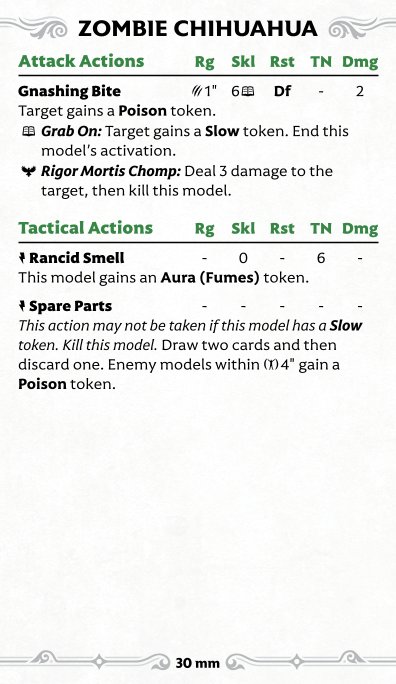 ZOMBIE CHIHUAHUA
Attack Actions Rg Skl Rst TN Dmg
Gnashing Bite 1" 6 Df - 2
Target gains a Poison token.
Grab On: Target gains a Slow token. End this
model's activation.
Rigor Mortis Chomp: Deal 3 damage to the
target, then kill this model.
Tactical Actions Rg Skl Rst TN Dmg
Rancid Smell - 0 - 6 -
This model gains an Aura (Fumes) token.
Spare Parts - - - - -
This action may not be taken if this model has a Slow
token. Kill this model. Draw two cards and then
discard one. Enemy models within 4" gain a
Poison token.
30 mm